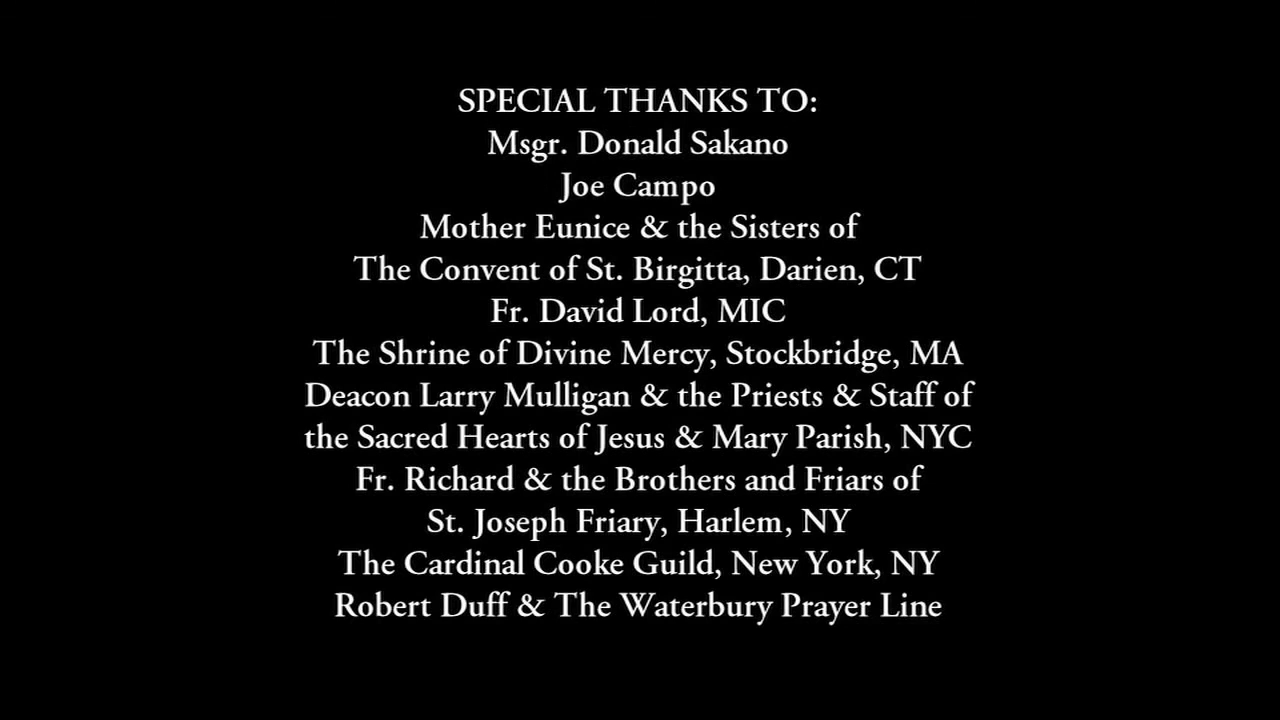 SPECIAL THANKS TO:
Msgr. Donald Sakano
Joe Campo
Mother Eunice & the Sisters of
The Convent of St. Birgitta, Darien, CT
Fr. David Lord, MIC
The Shrine of Divine Mercy, Stockbridge, MA
Deacon Larry Mulligan & the Priests & Staff of
the Sacred Hearts of Jesus & Mary Parish, NYC
Fr. Richard & the Brothers and Friars of
St. Joseph Friary, Harlem, NY
The Cardinal Cooke Guild, New York, NY
Robert Duff & The Waterbury Prayer Line